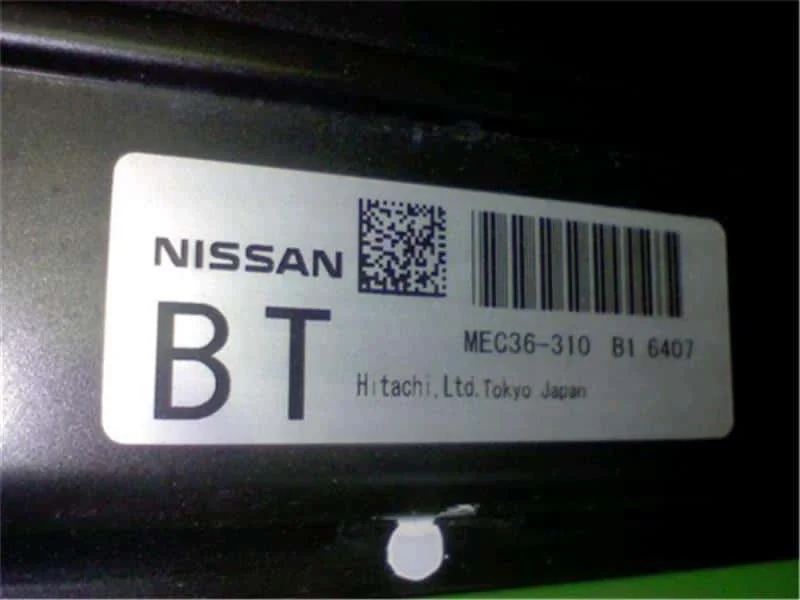 NISSAN
BT
MEC36-310 B1 6407
Hitachi,Ltd.Tokyo Japan